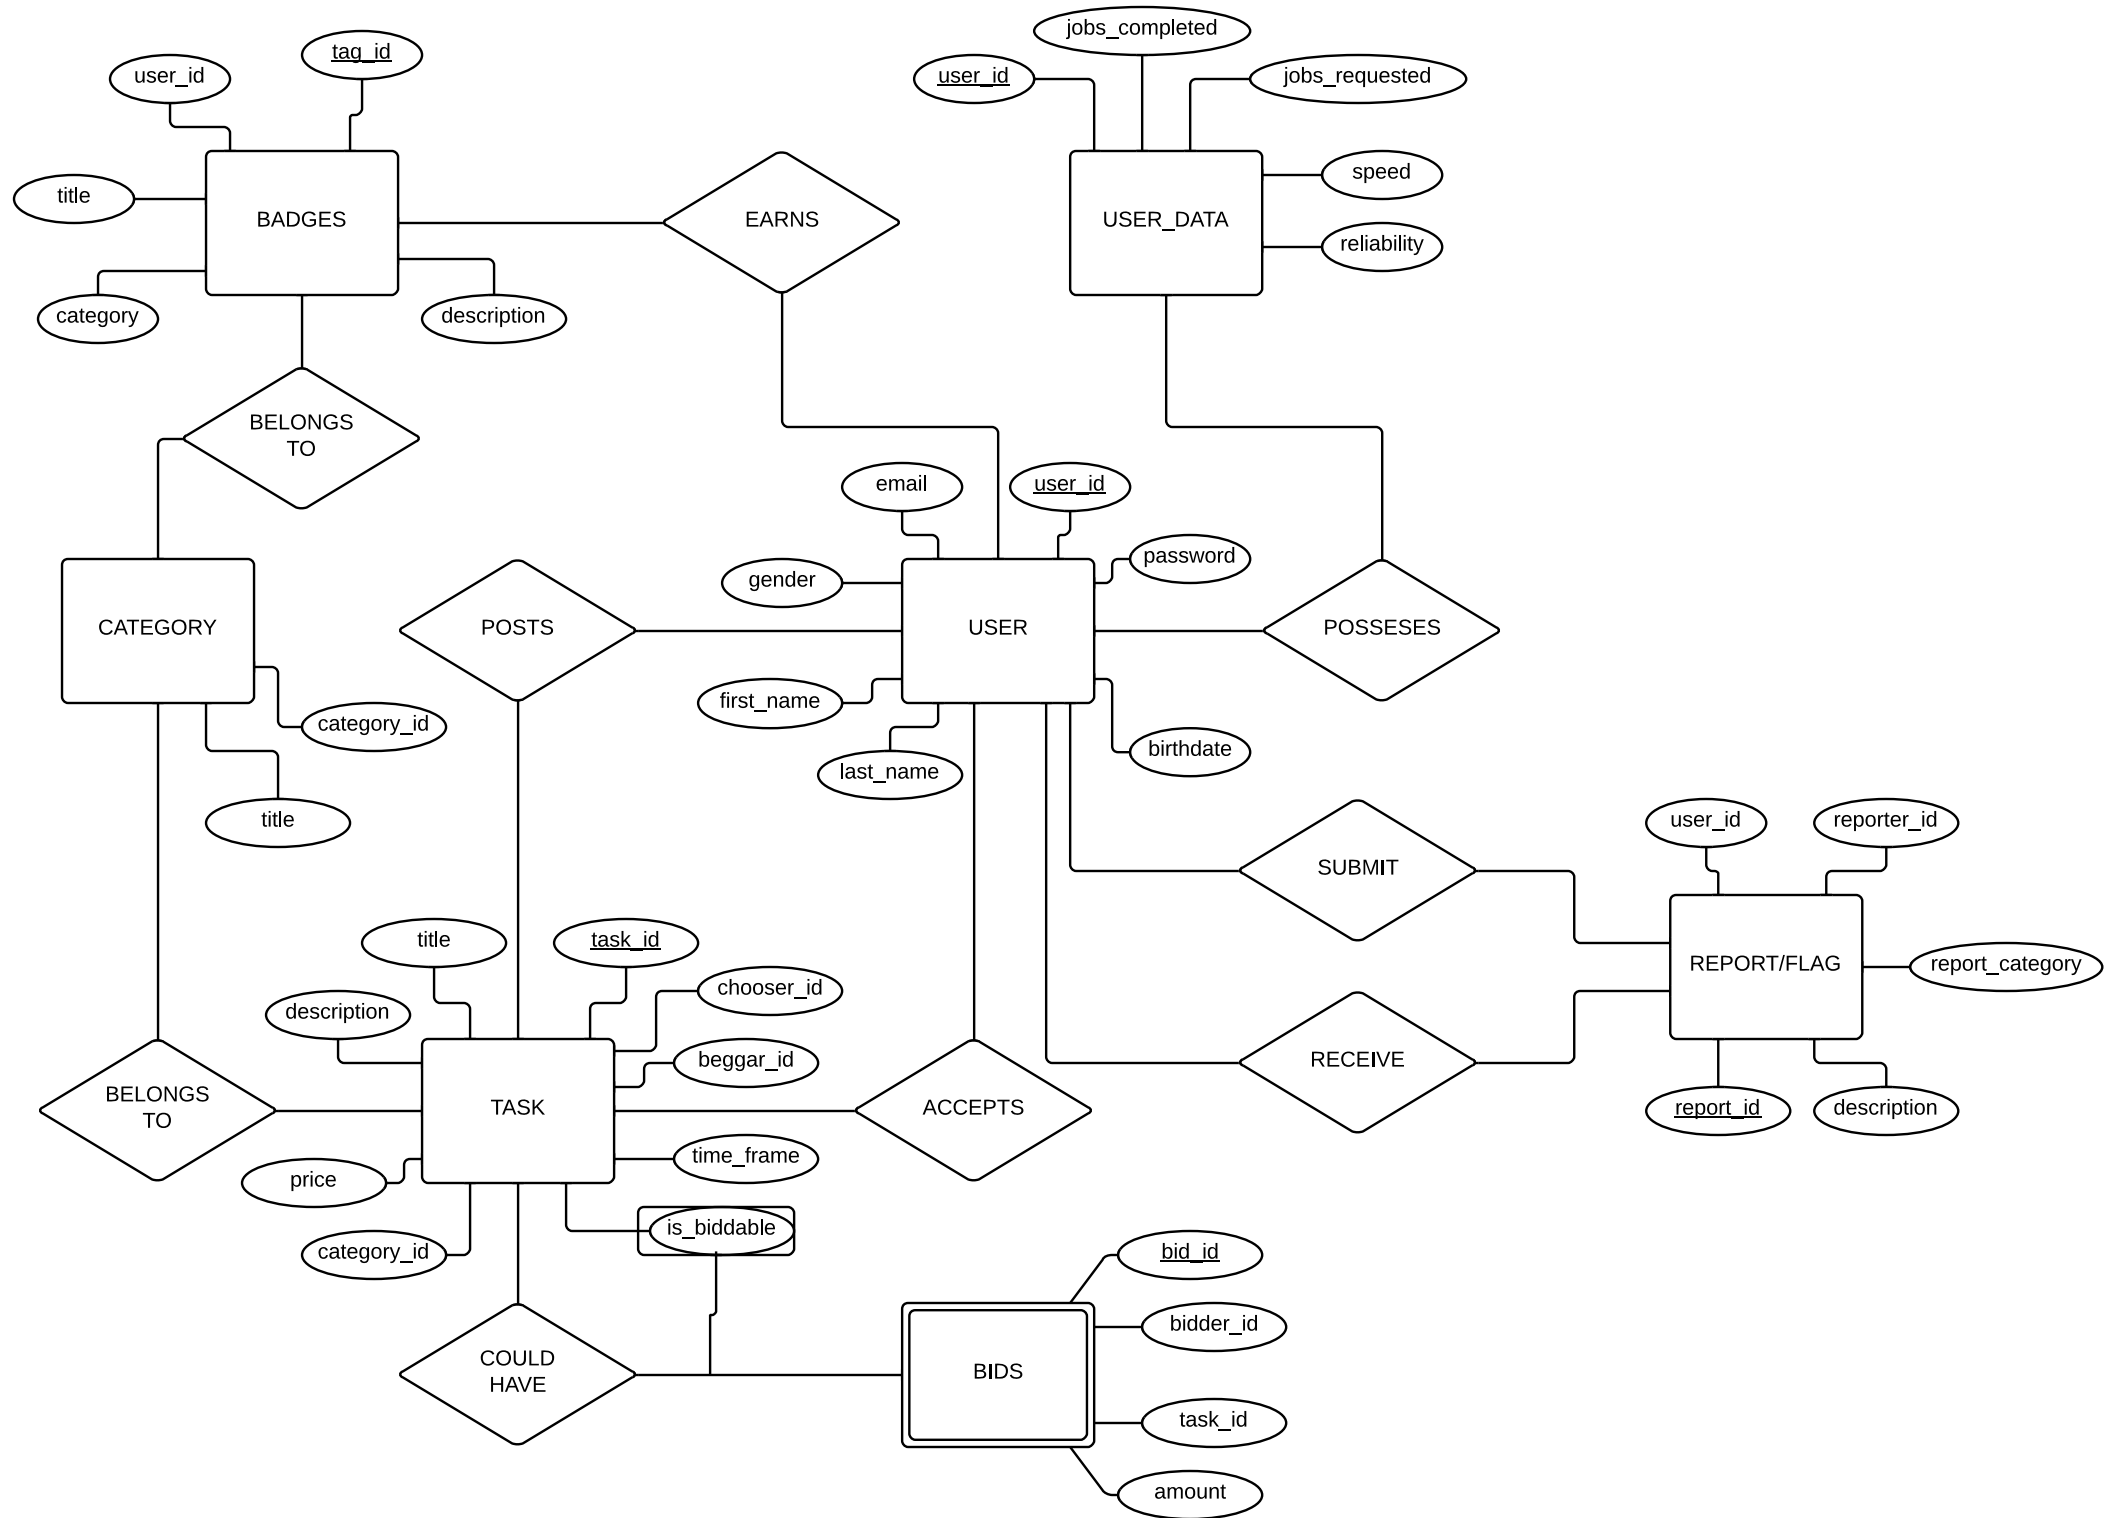 jobs_completed
tag_id
user_id
user_id
jobs_requested
title
BADGES
EARNS
USER_DATA
speed
reliability
category
description
BELONGS
TO
email
user_id
password
gender
CATEGORY
POSTS
USER
POSSESES
first_name
category_id
last_name
birthdate
title
SUBMIT
user_id
reporter_id
title
task_id
REPORT/FLAG
report_category
chooser_id
description
beggar_id
RECEIVE
BELONGS
TO
TASK
ACCEPTS
report_id
description
time_frame
price
is_biddable
category_id
bid_id
bidder_id
COULD
HAVE
BIDS
task_id
amount